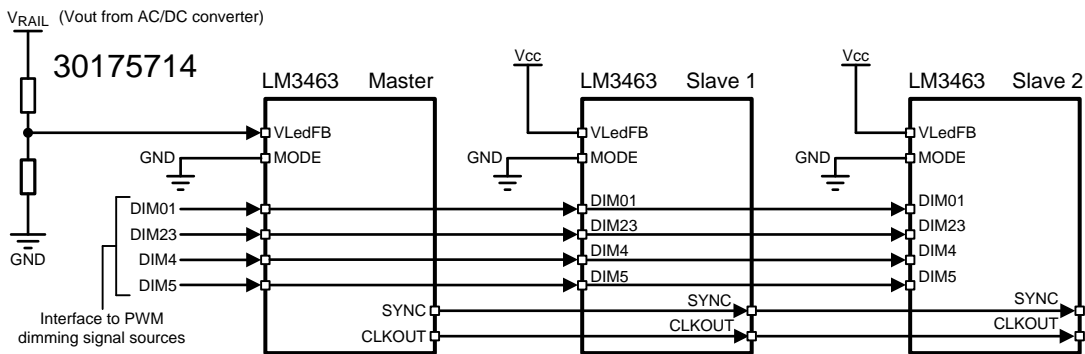 VRAIL (Vout from AC/DC converter)
30175714
LM3463 Master
Vcc
LM3463 Slave 1
Vcc
LM3463 Slave 2
VLedFB
VLedFB
VLedFB
GND
MODE
GND
MODE
GND
MODE
DIM01
DIM01
DIM01
DIM23
DIM23
DIM23
GND
DIM4
DIM4
DIM4
DIM5
DIM5
DIM5
SYNC
SYNC
SYNC
Interface to PWM
dimming signal sources
CLKOUT
CLKOUT
CLKOUT